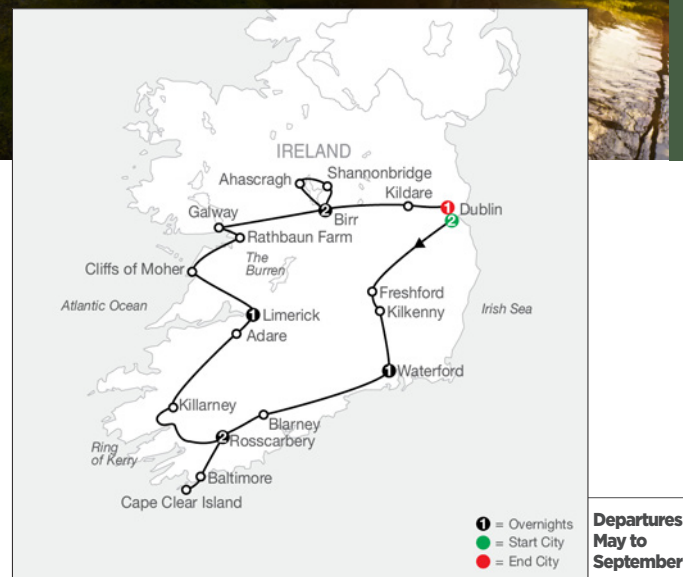 IRELAND
Ahascragh
Shannonbridge
Kildare
Galway
2
Birr
1
Dublin
2
Rathbaun Farm
The
Burren
Cliffs of Moher
Atlantic Ocean
1 Limerick
Freshford
Kilkenny
Irish Sea
Adare
1 Waterford
Killarney
Blarney
Ring
of Kerry
2
Rosscarbery
Baltimore
Cape Clear Island
1 = Overnights
= Start City
= End City
Departures
May to
September